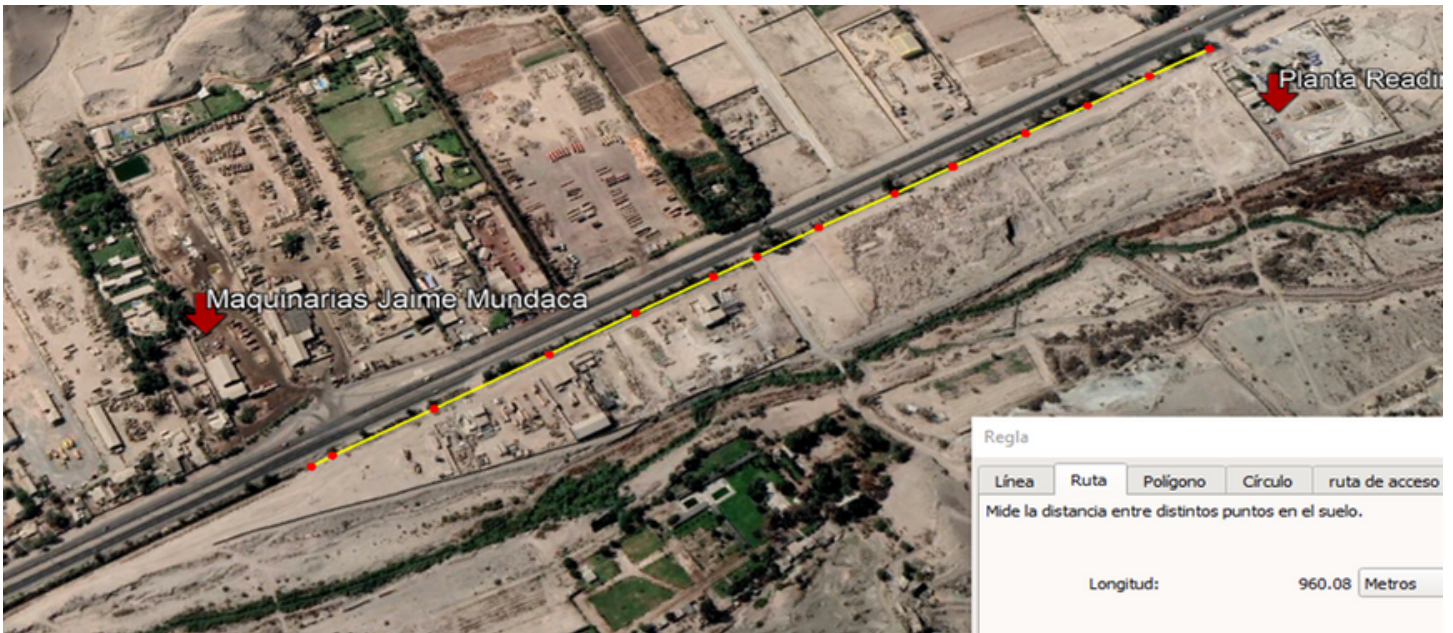 Planta Readi
Maquinarias Jaime Mundaca
Regla
Línea Ruta Polígono Círculo ruta de acceso
Mide la distancia entre distintos puntos en el suelo.
Longitud: 960.08 Metros